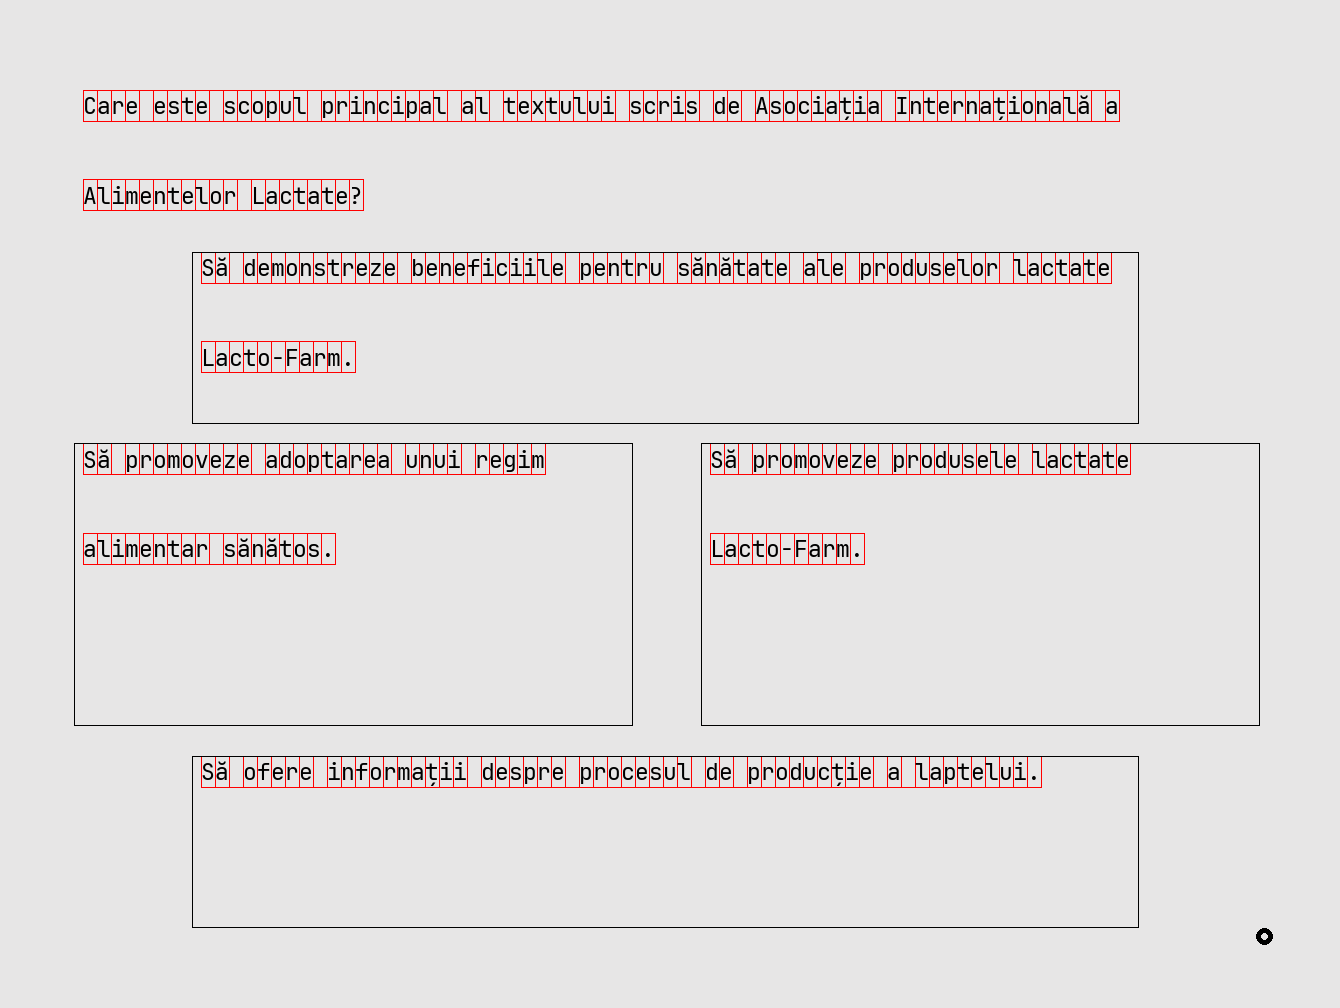 Care este scopul principal al textului scris de Asociația Internațională a
Alimentelor Lactate?
Să demonstreze beneficiile pentru sănătate ale produselor lactate
Lacto-Farm.
Să promoveze adoptarea unui regim
alimentar sănătos.
Să promoveze produsele lactate
Lacto-Farm.
Să ofere informații despre procesul de producție a laptelui.